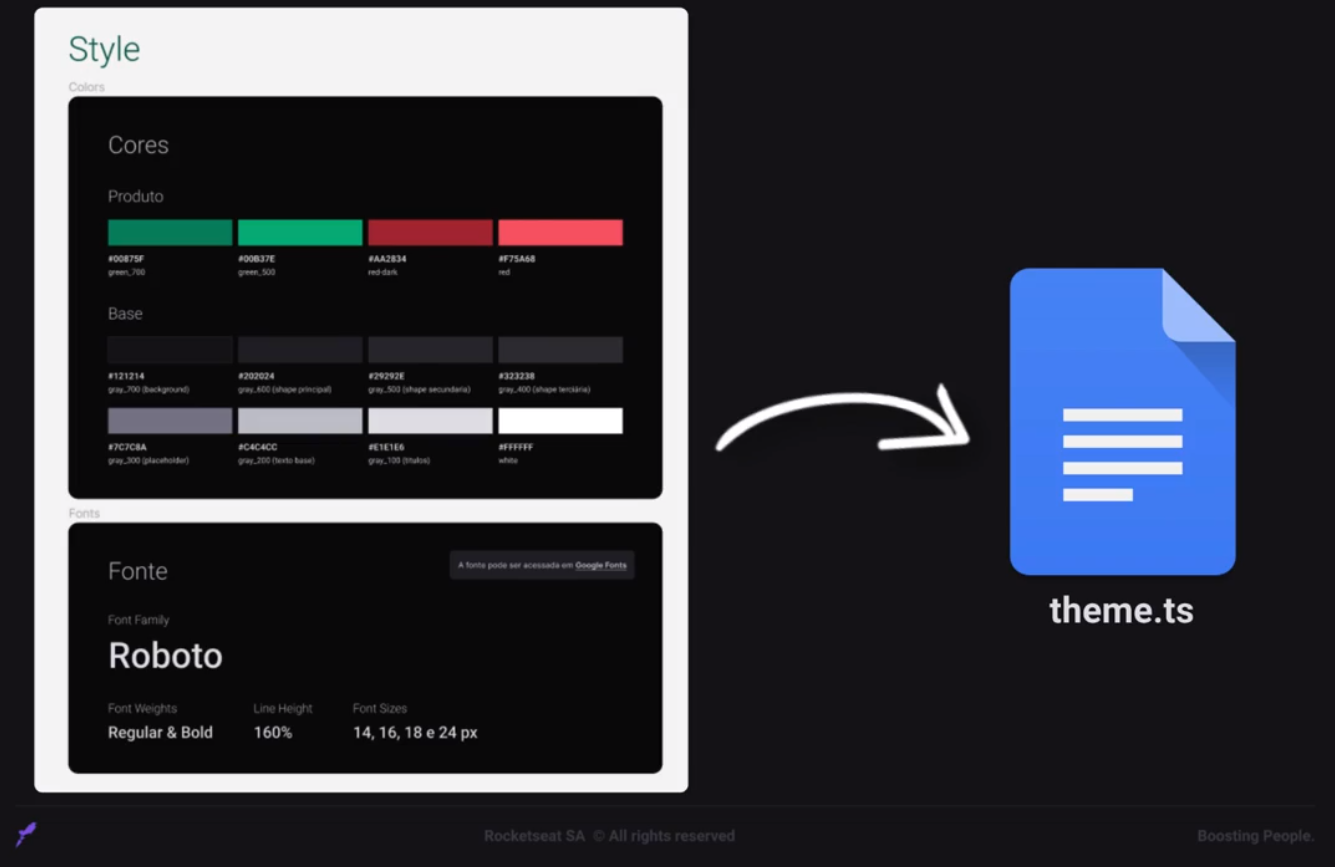 Style
Colors
Cores
Produto
#00875F #00B37E #AA2834 #F75A68
green_700 green_500 red-dark red
Base
#121214 #202024 #29292E #323238
gray_700 (background) gray_600 (shape principal) gray_500 (shape secundaria) gray_400 (shape terciária)
#7C7C8A #C4C4CC #E1E1E6 #FFFFFF
gray_300 (placeholder) gray_200 (texto base) gray_100 (títulos) white
Fonts
Fonte
A fonte pode ser acessada em Google Fonts
Font Family
Roboto
Font Weights Line Height Font Sizes
Regular & Bold 160% 14, 16, 18 e 24 px
theme.ts
Rocketseat SA © All rights reserved
Boosting People.